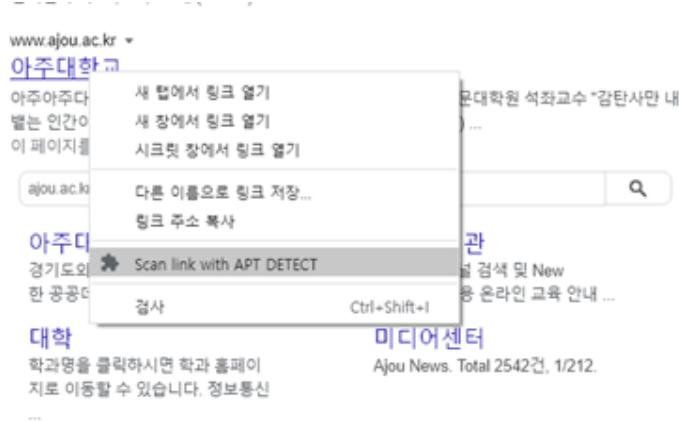 www.ajou.ac.kr
아주대학교
아주아주다
문대학원 석좌교수 "감탄사만 내
뱉는 인간이
) ...
이 페이지를
새 탭에서 링크 열기
새 창에서 링크 열기
시크릿 창에서 링크 열기
다른 이름으로 링크 저장...
링크 주소 복사
Scan link with APT DETECT
검사 Ctrl+Shift+I
ajou.ac.kr
아주대
관
경기도와
검색 및 New
한 공공
용 온라인 교육 안내 ...
대학
미디어센터
학과명을 클릭하시면 학과 홈페이
Ajou News. Total 2542건, 1/212.
지로 이동할 수 있습니다. 정보통신
...